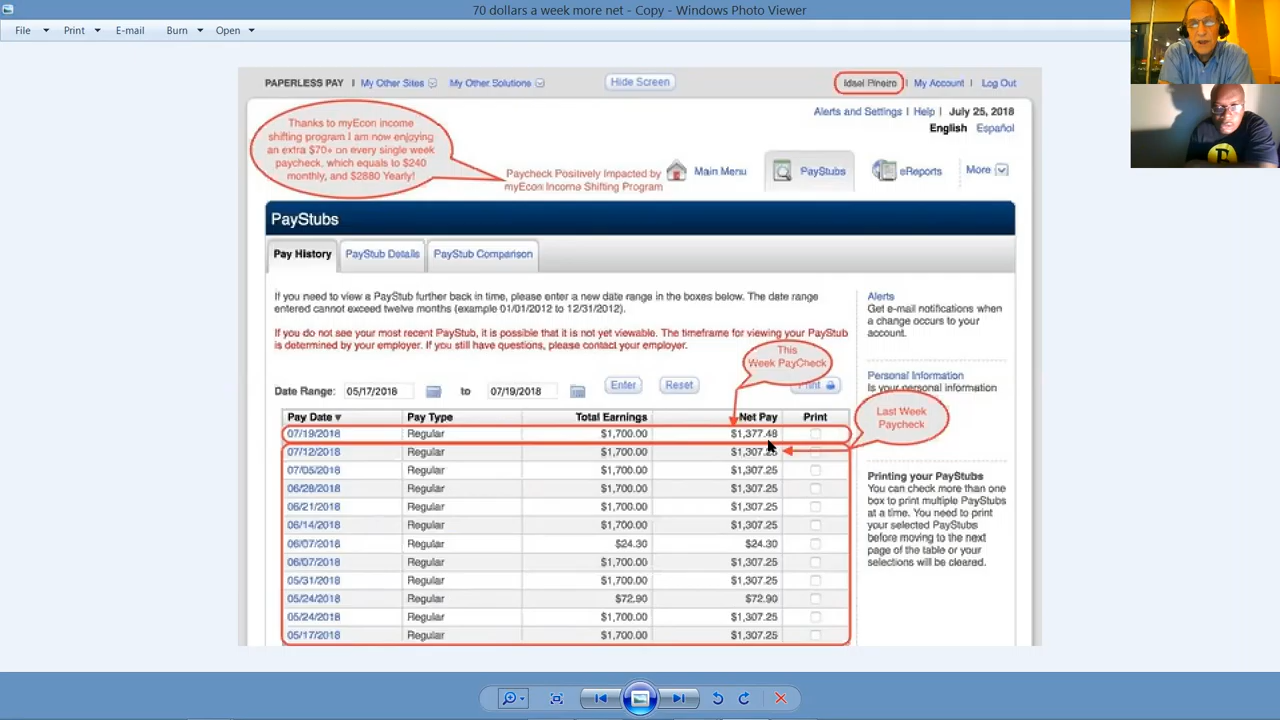 70 dollars a week more net - Copy - Windows Photo Viewer
File Print E-mail Burn Open
PAPERLESS PAY | My Other Sites My Other Solutions Hide Screen Idael Pineiro | My Account | Log Out
Alerts and Settings | Help | July 25, 2018
English Español
Thanks to myEcon income
shifting program I am now enjoying
an extra $70+ on every single week
paycheck, which equals to $240
monthly, and $2880 Yearly!
Paycheck Positively Impacted by
myEcon Income Shifting Program
Main Menu PayStubs eReports More
PayStubs
Pay History PayStub Details PayStub Comparison
If you need to view a PayStub further back in time, please enter a new date range in the boxes below. The date range
entered cannot exceed twelve months (example 01/01/2012 to 12/31/2012).
If you do not see your most recent PayStub, it is possible that it is not yet viewable. The timeframe for viewing your PayStub
is determined by your employer. If you still have questions, please contact your employer.
This
Week PayCheck
Date Range: 05/17/2018 to 07/19/2018 Enter Reset Print
Last Week
Paycheck
Pay Date Pay Type Total Earnings Net Pay Print
07/19/2018 Regular $1,700.00 $1,377.48
07/12/2018 Regular $1,700.00 $1,307.25
07/05/2018 Regular $1,700.00 $1,307.25
06/28/2018 Regular $1,700.00 $1,307.25
06/21/2018 Regular $1,700.00 $1,307.25
06/14/2018 Regular $1,700.00 $1,307.25
06/07/2018 Regular $24.30 $24.30
06/07/2018 Regular $1,700.00 $1,307.25
05/31/2018 Regular $1,700.00 $1,307.25
05/24/2018 Regular $72.90 $72.90
05/24/2018 Regular $1,700.00 $1,307.25
05/17/2018 Regular $1,700.00 $1,307.25
Alerts
Get e-mail notifications when
a change occurs to your
account.
Personal Information
Is your personal information
Printing your PayStubs
You can check more than one
box to print multiple PayStubs
at a time. You need to print
your selected PayStubs
before moving to the next
page of the table or your
selections will be cleared.